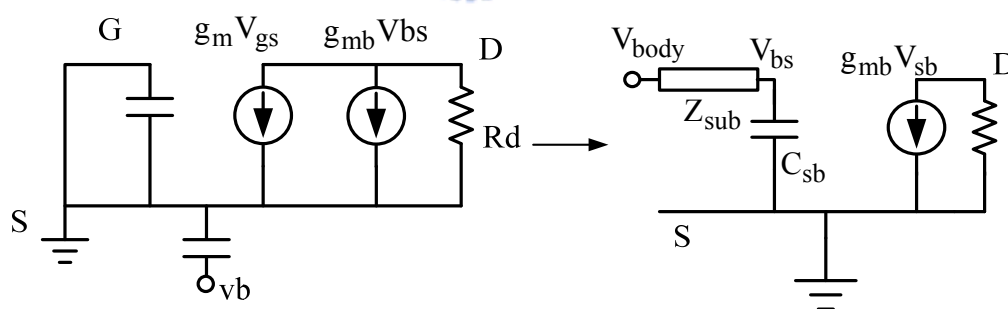 G
gmVgs
gmbVbs
D
Rd
S
vb
Vbody
Vbs
Zsub
Csb
gmbVsb
D
S